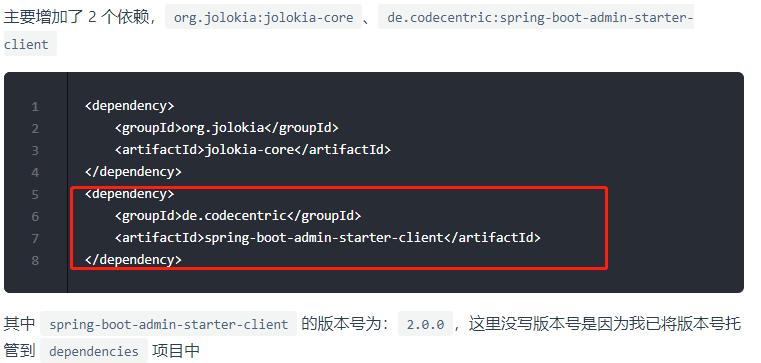 主要增加了 2 个依赖， org.jolokia:jolokia-core 、 de.codecentric:spring-boot-admin-starter-
client
1 <dependency>
2     <groupId>org.jolokia</groupId>
3     <artifactId>jolokia-core</artifactId>
4 </dependency>
5 <dependency>
6     <groupId>de.codecentric</groupId>
7     <artifactId>spring-boot-admin-starter-client</artifactId>
8 </dependency>
其中 spring-boot-admin-starter-client 的版本号为： 2.0.0 ，这里没写版本号是因为我已将版本号托
管到 dependencies 项目中